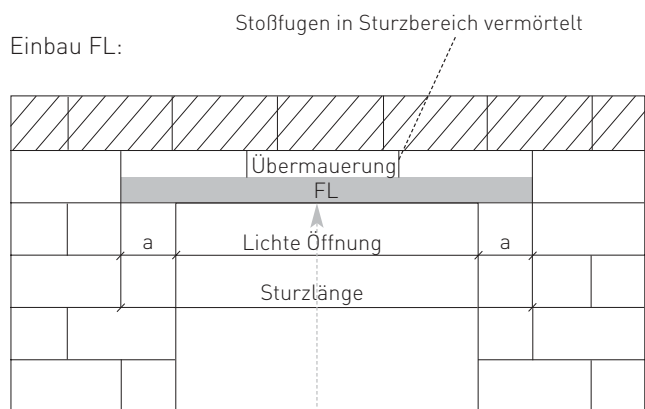 Stoßfugen in Sturzbereich vermörtelt
Einbau FL:
Übermauerung
FL
a
Lichte Öffnung
a
Sturzlänge